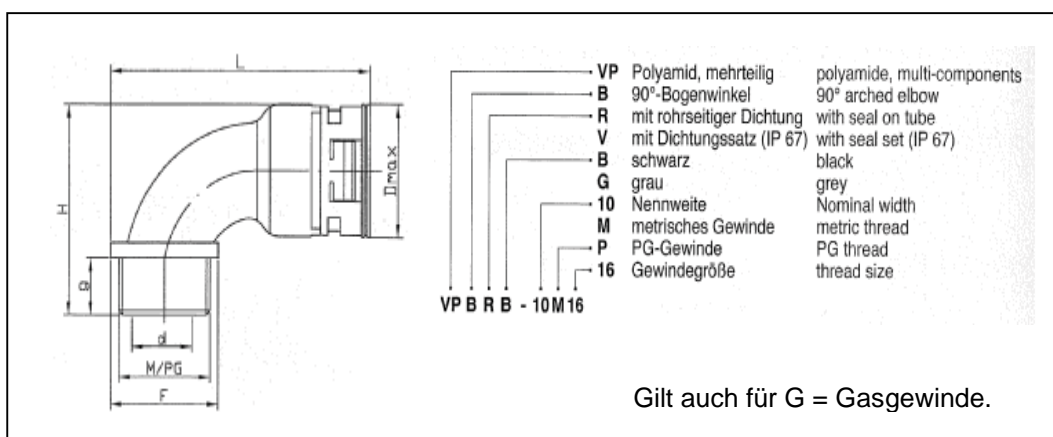 L
H
Dmax
g
d
M/PG
F
VP Polyamid, mehrteilig polyamide, multi-components
B 90°-Bogenwinkel 90° arched elbow
R mit rohrseitiger Dichtung with seal on tube
V mit Dichtungssatz (IP 67) with seal set (IP 67)
B schwarz black
G grau grey
10 Nennweite Nominal width
M metrisches Gewinde metric thread
P PG-Gewinde PG thread
16 Gewindegröße thread size
VP B R B - 10 M 16
Gilt auch für G = Gasgewinde.